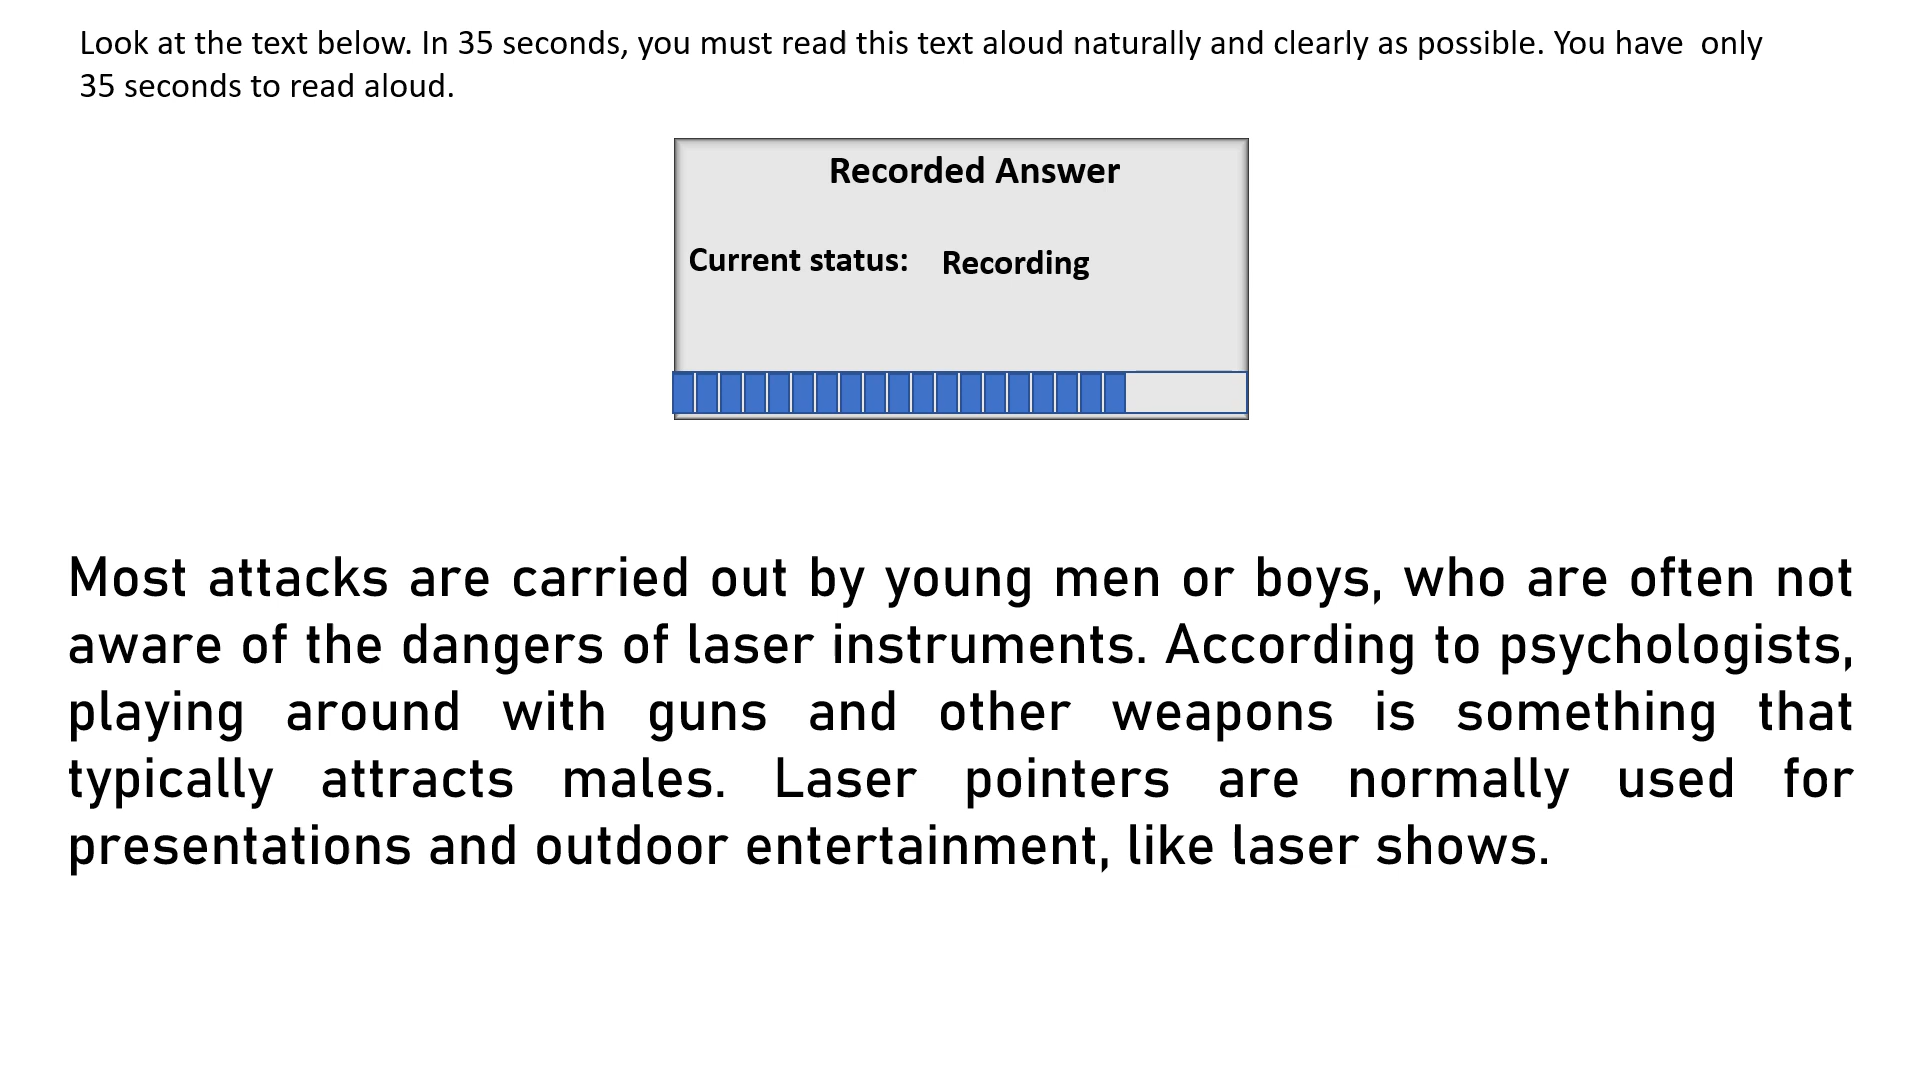 Look at the text below. In 35 seconds, you must read this text aloud naturally and clearly as possible. You have only
35 seconds to read aloud.
Recorded Answer
Current status: Recording
Most attacks are carried out by young men or boys, who are often not
aware of the dangers of laser instruments. According to psychologists,
playing around with guns and other weapons is something that
typically attracts males. Laser pointers are normally used for
presentations and outdoor entertainment, like laser shows.